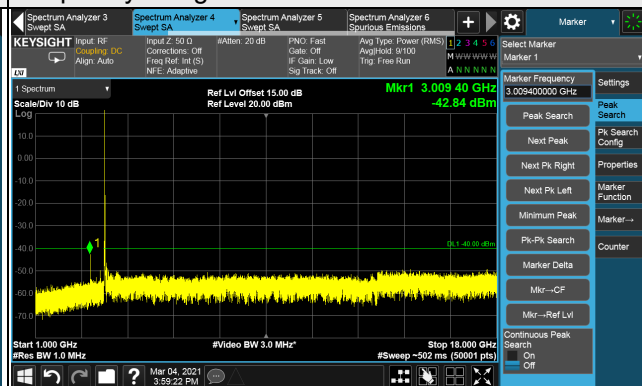 Spectrum Analyzer 3
Swept SA
Spectrum Analyzer 4
Swept SA
Spectrum Analyzer 5
Swept SA
Spectrum Analyzer 6
Spurious Emissions
+
Marker
KEYSIGHT
Input: RF
Coupling: DC
Align: Auto
Input Z: 50 Ω
Corrections: Off
Freq Ref: Int (S)
NFE: Adaptive
#Atten: 20 dB
PNO: Fast
Gate: Off
IF Gain: Low
Sig Track: Off
Avg Type: Power (RMS)
Avg|Hold: 9/100
Trig: Free Run
1 2 3 4 5 6
M W W W W W
A N N N N N
LXI
Select Marker
Marker 1
1 Spectrum
Scale/Div 10 dB
Ref Lvl Offset 15.00 dB
Ref Level 20.00 dBm
Mkr1 3.009 40 GHz
-42.84 dBm
Log
10.0
0.00
-10.0
-20.0
-30.0
-40.0
-50.0
-60.0
-70.0
1
DL1 -40.00 dBm
Start 1.000 GHz
#Res BW 1.0 MHz
#Video BW 3.0 MHz*
Stop 18.000 GHz
#Sweep ~502 ms (50001 pts)
Marker Frequency
3.009400000 GHz
Peak Search
Next Peak
Next Pk Right
Next Pk Left
Minimum Peak
Pk-Pk Search
Marker Delta
Mkr→CF
Mkr→Ref Lvl
Continuous Peak
Search
On
Off
Settings
Peak
Search
Pk Search
Config
Properties
Marker
Function
Marker→
Counter
?
Mar 04, 2021
3:59:22 PM